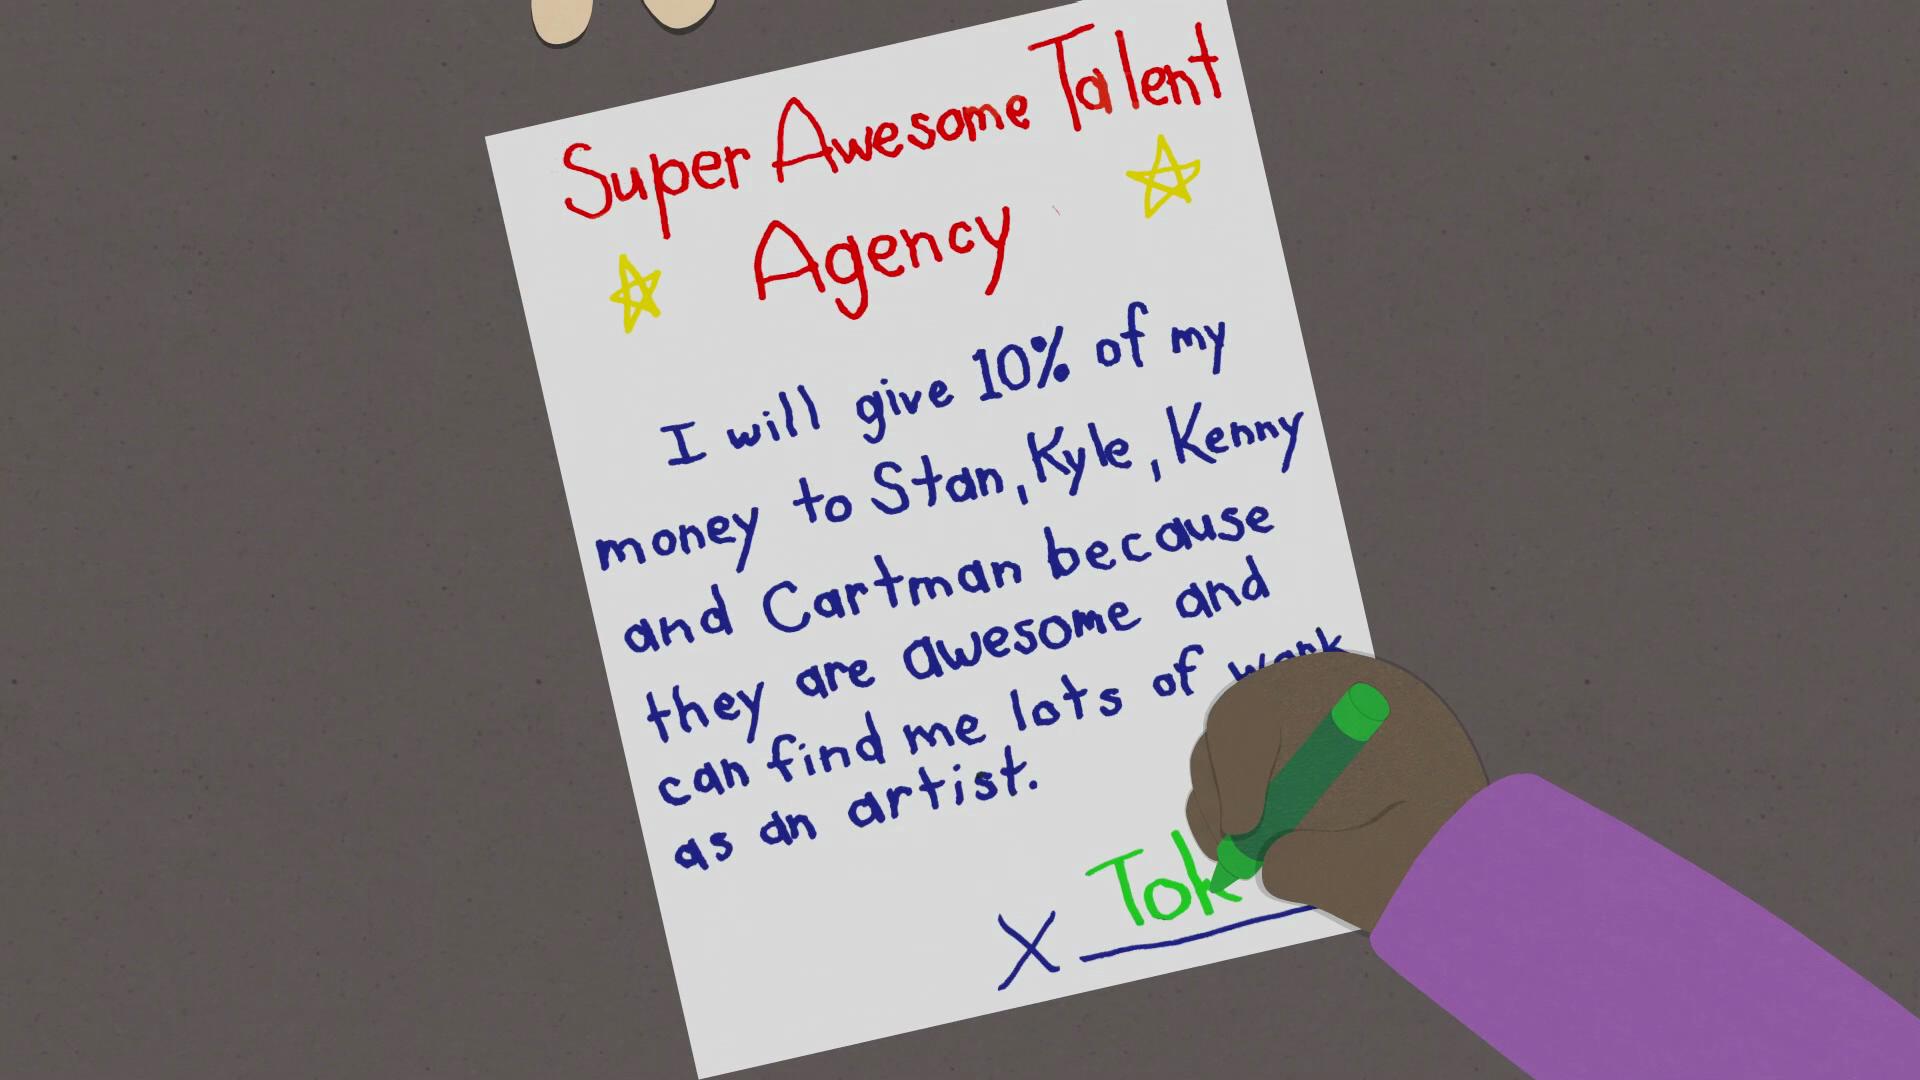 Super Awesome Talent
Agency
I will give 10% of my
money to Stan, Kyle, Kenny
and Cartman because
they are awesome and
can find me lots of work
as an artist.
X Tok